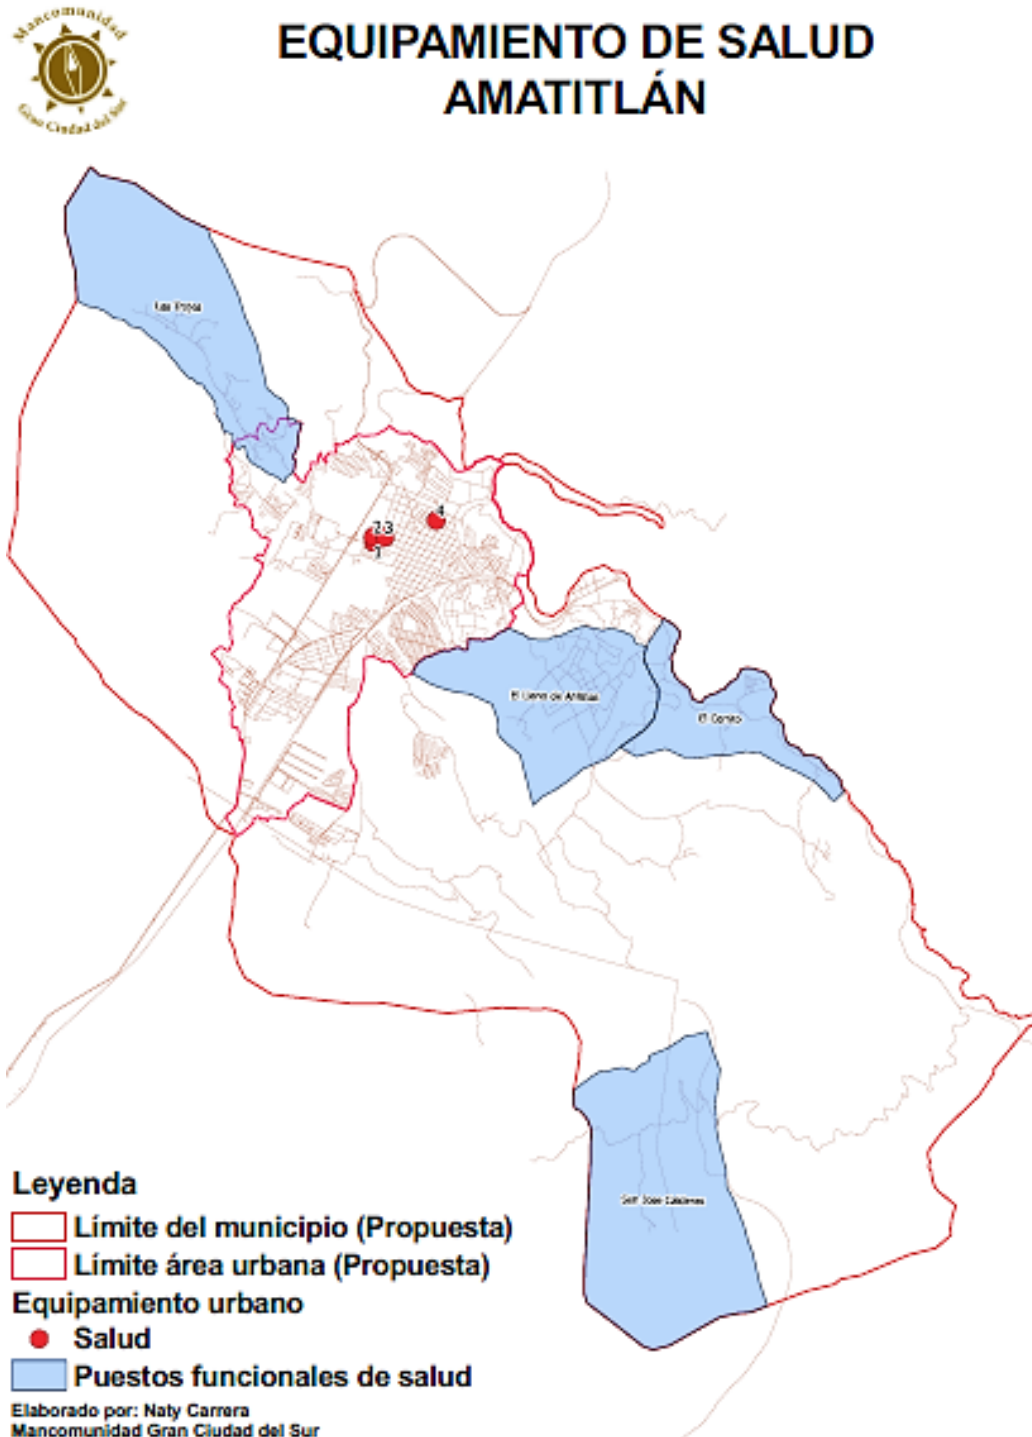 Mancomunidad
Gran Ciudad del Sur
EQUIPAMIENTO DE SALUD
AMATITLÁN
Las Trojes
4
2 3
1
El Cerrito
Leyenda
Límite del municipio (Propuesta)
Límite área urbana (Propuesta)
Equipamiento urbano
Salud
Puestos funcionales de salud
Elaborado por: Naty Carrera
Mancomunidad Gran Ciudad del Sur